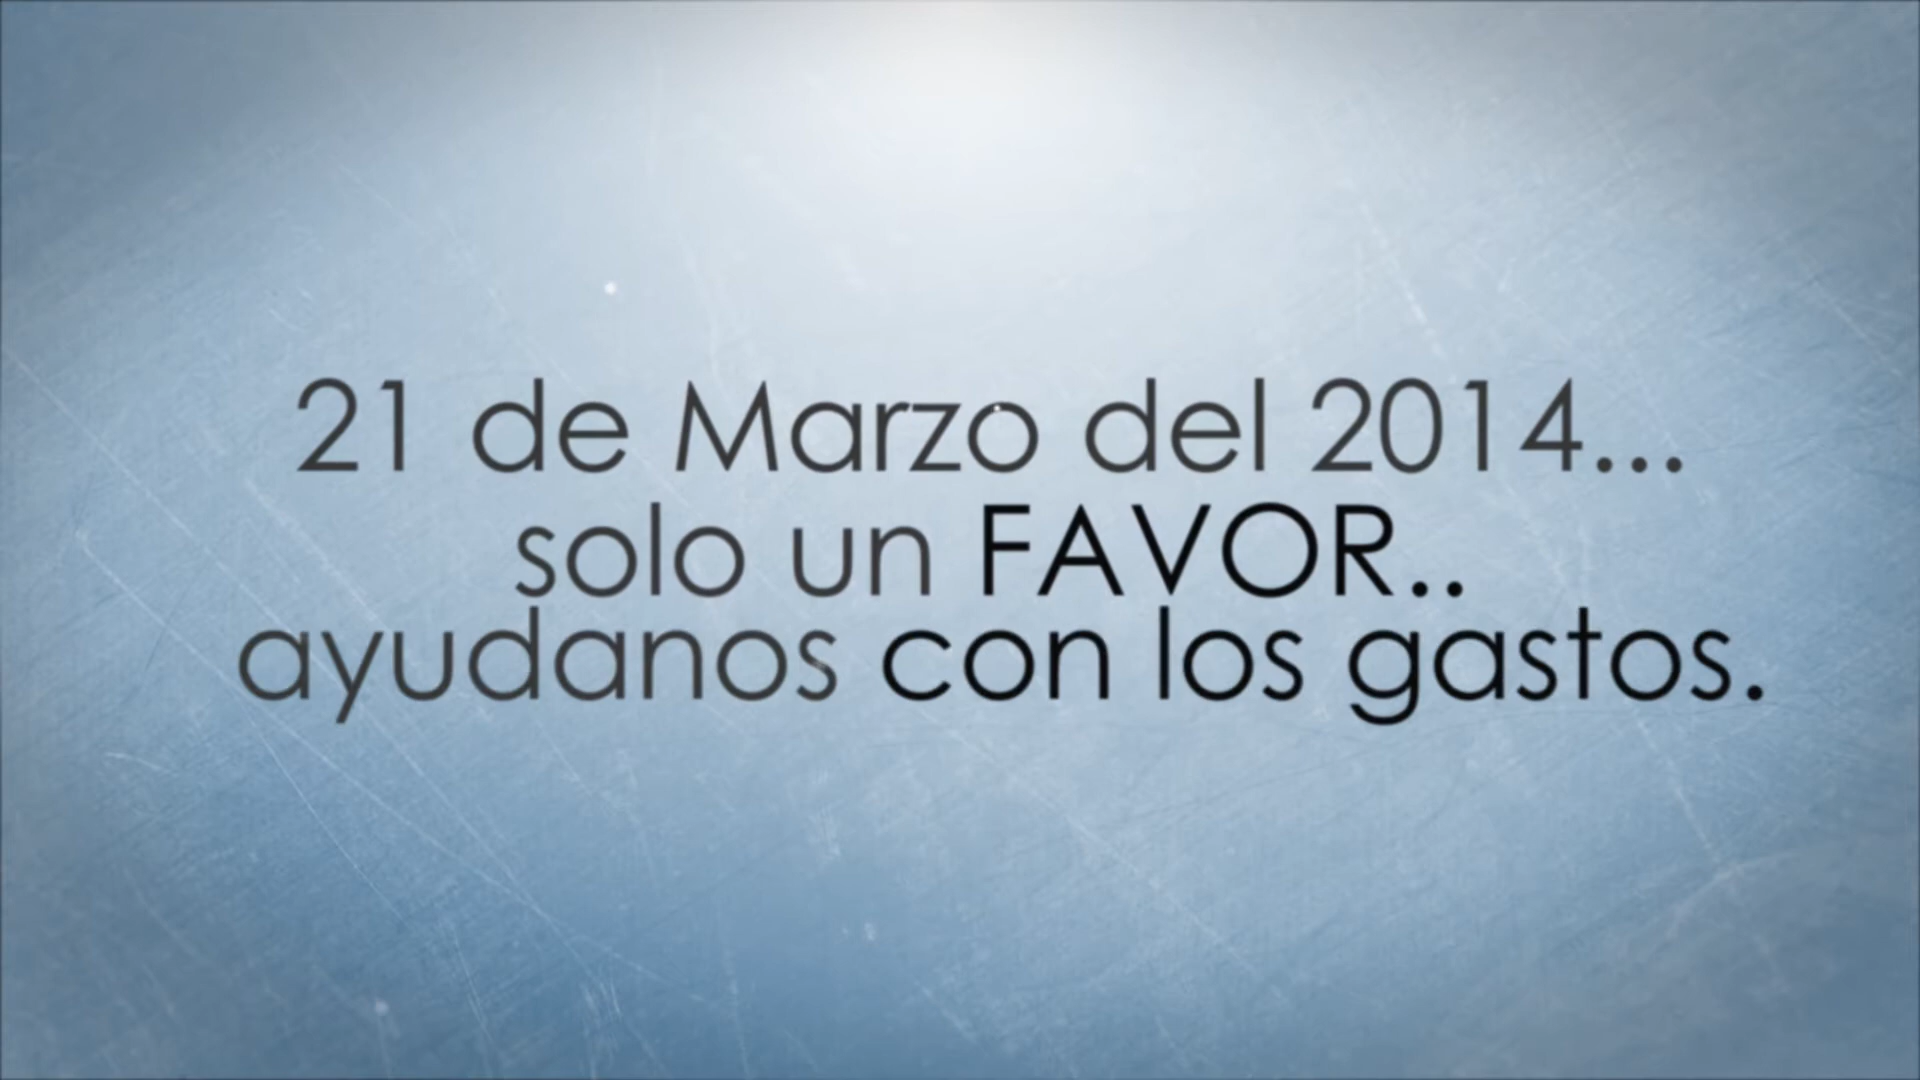 21 de Marzo del 2014...
solo un FAVOR..
ayudanos con los gastos.